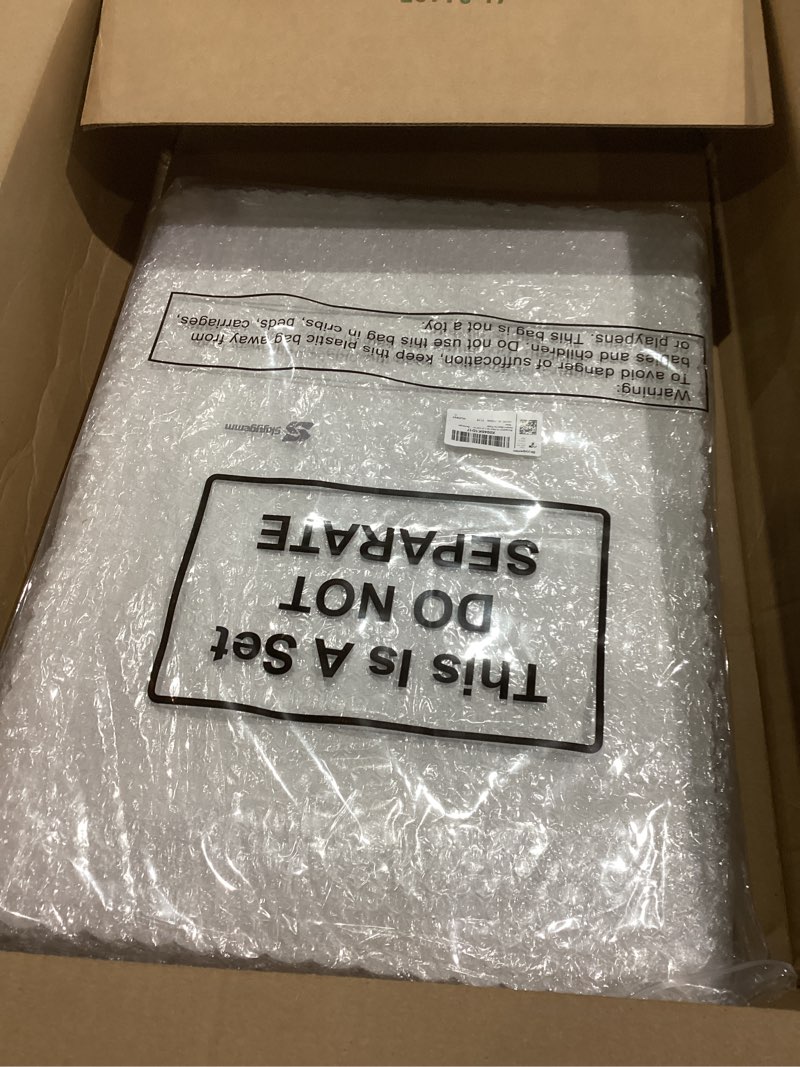 This Is A Set
DO NOT
SEPARATE
Skyygemm
Warning:
To avoid danger of suffocation, keep this plastic bag away from
babies and children. Do not use this bag in cribs, beds, carriages,
or playpens. This bag is not a toy.